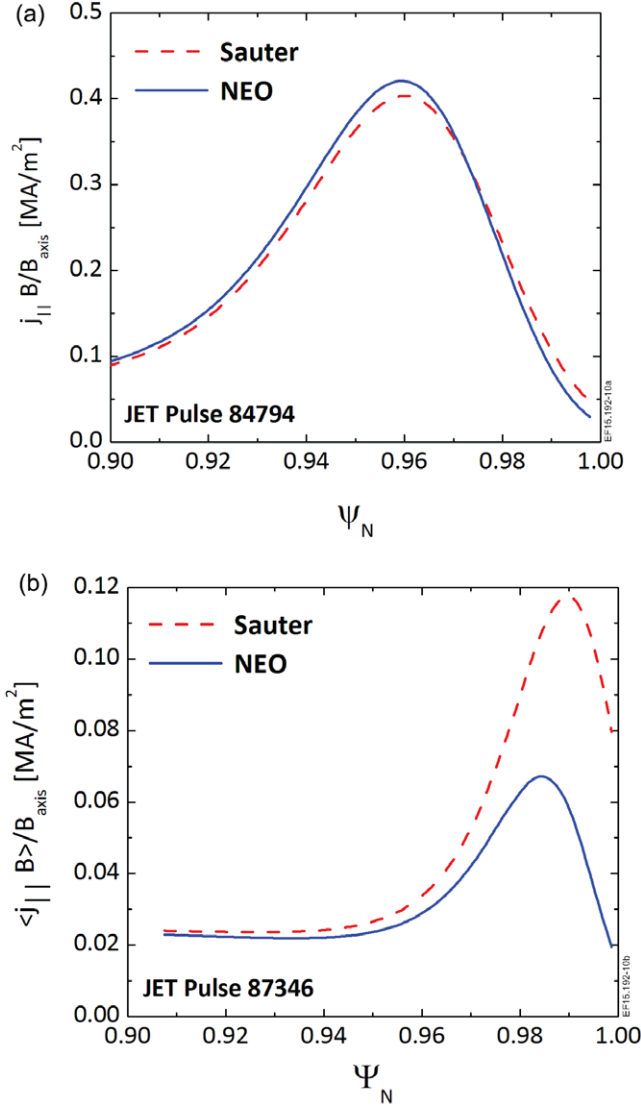 (a)
0.5
0.4
0.3
0.2
0.1
0.0
j|| B/Baxis [MA/m²]
Sauter
NEO
JET Pulse 84794
EF15.192-10a
0.90 0.92 0.94 0.96 0.98 1.00
ΨN
(b)
0.12
0.10
0.08
0.06
0.04
0.02
0.00
<j|| B>/Baxis [MA/m²]
Sauter
NEO
JET Pulse 87346
EF15.192-10b
0.90 0.92 0.94 0.96 0.98 1.00
ΨN